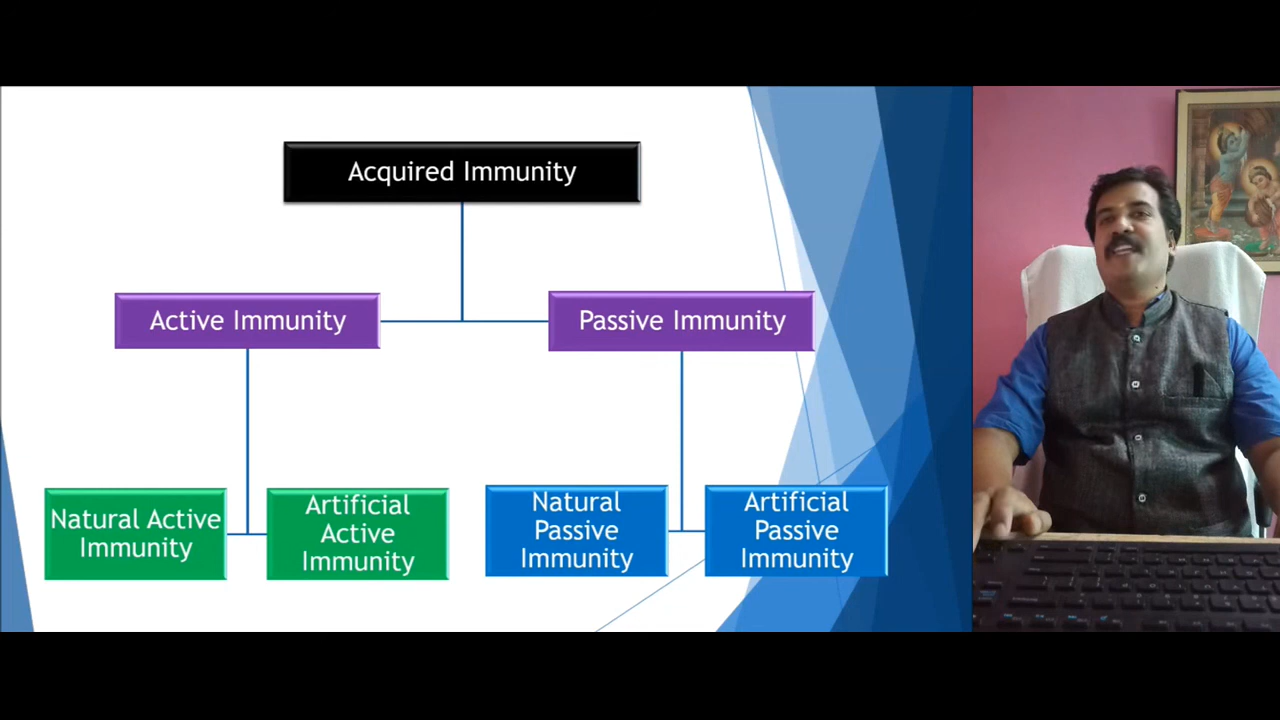 Acquired Immunity
Active Immunity
Passive Immunity
Natural Active
Immunity
Artificial
Active
Immunity
Natural
Passive
Immunity
Artificial
Passive
Immunity